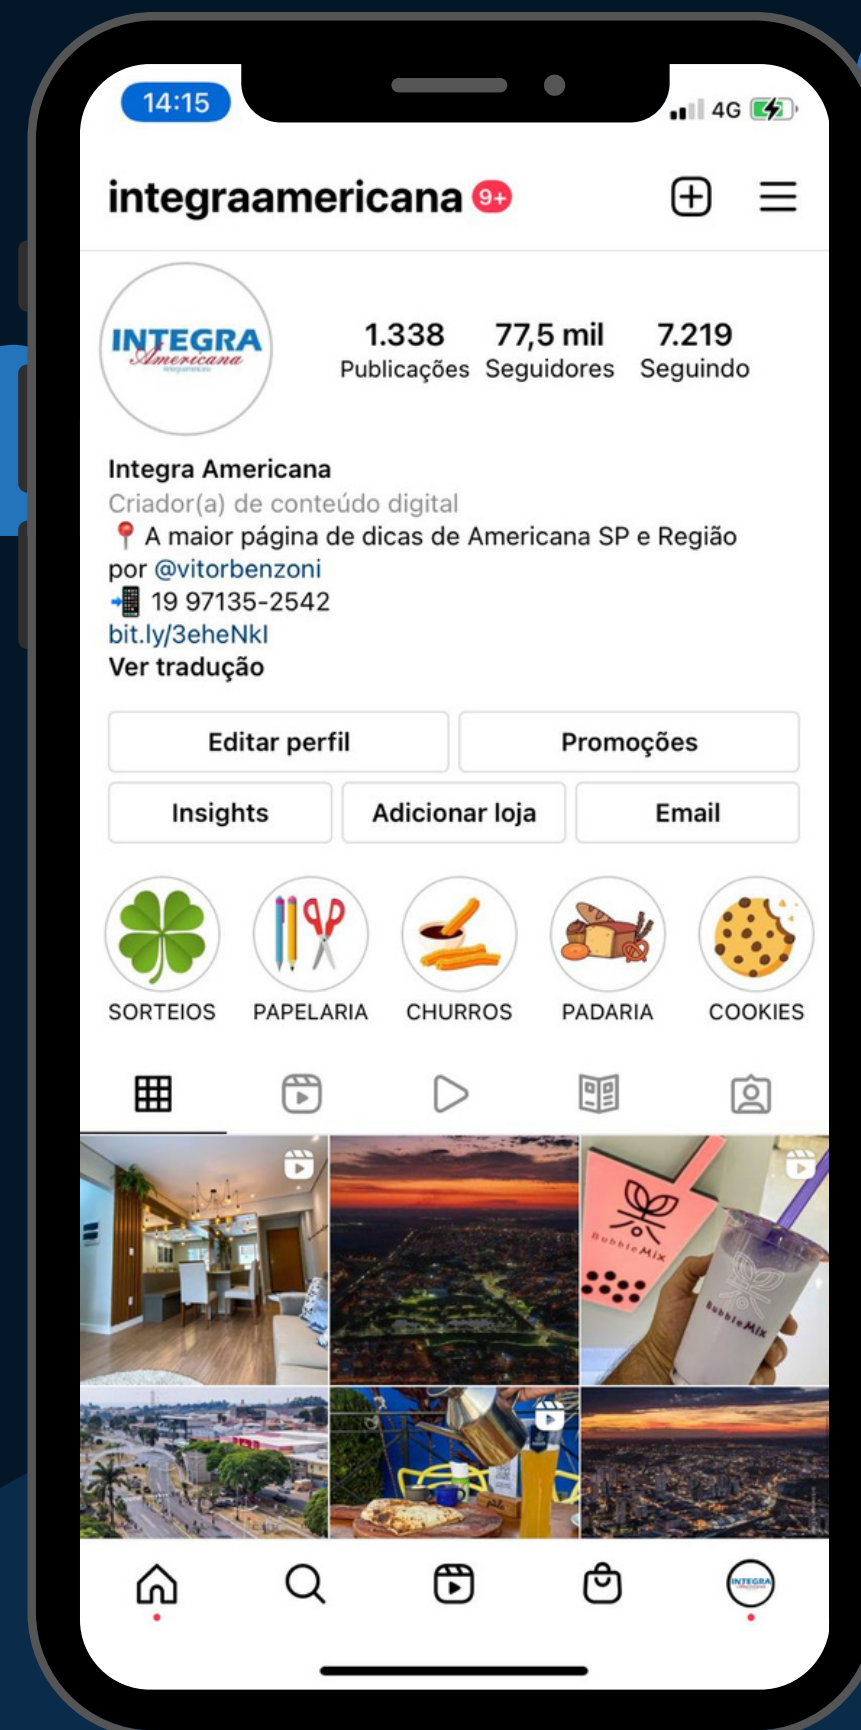 14:15
4G
integraamericana 9+
INTEGRA
Americana
1.338 77,5 mil 7.219
Publicações Seguidores Seguindo
Integra Americana
Criador(a) de conteúdo digital
📍 A maior página de dicas de Americana SP e Região
por @vitorbenzoni
📲 19 97135-2542
bit.ly/3eheNkI
Ver tradução
Editar perfil Promoções
Insights Adicionar loja Email
SORTEIOS PAPELARIA CHURROS PADARIA COOKIES
BubbleMix
BubbleMix
INTEGRA